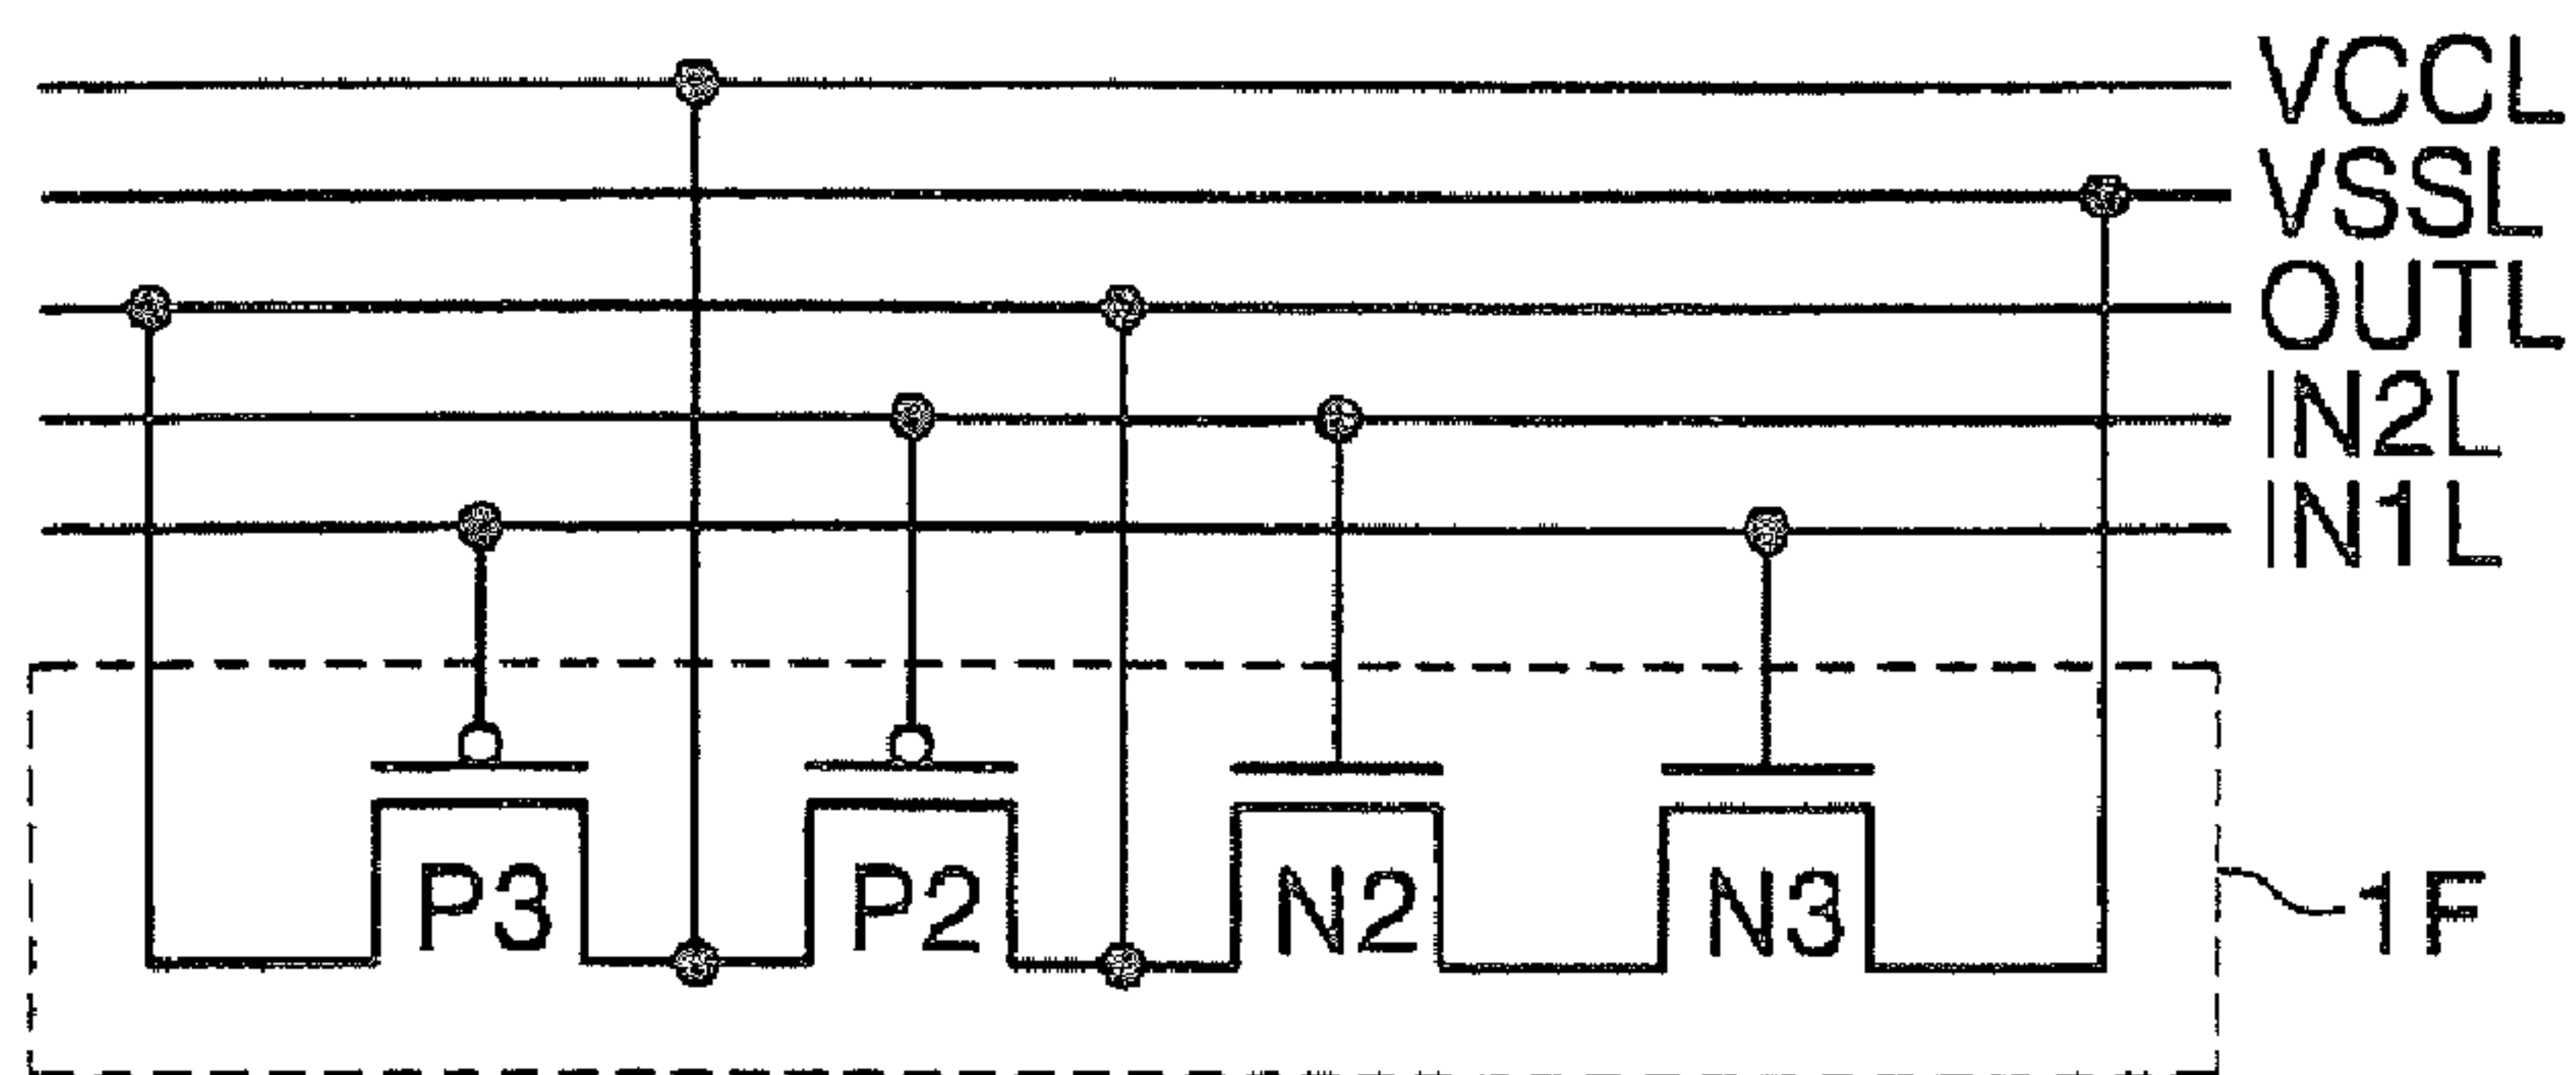 VCCL
VSSL
OUTL
IN2L
IN1L
P3 P2 N2 N3
1F